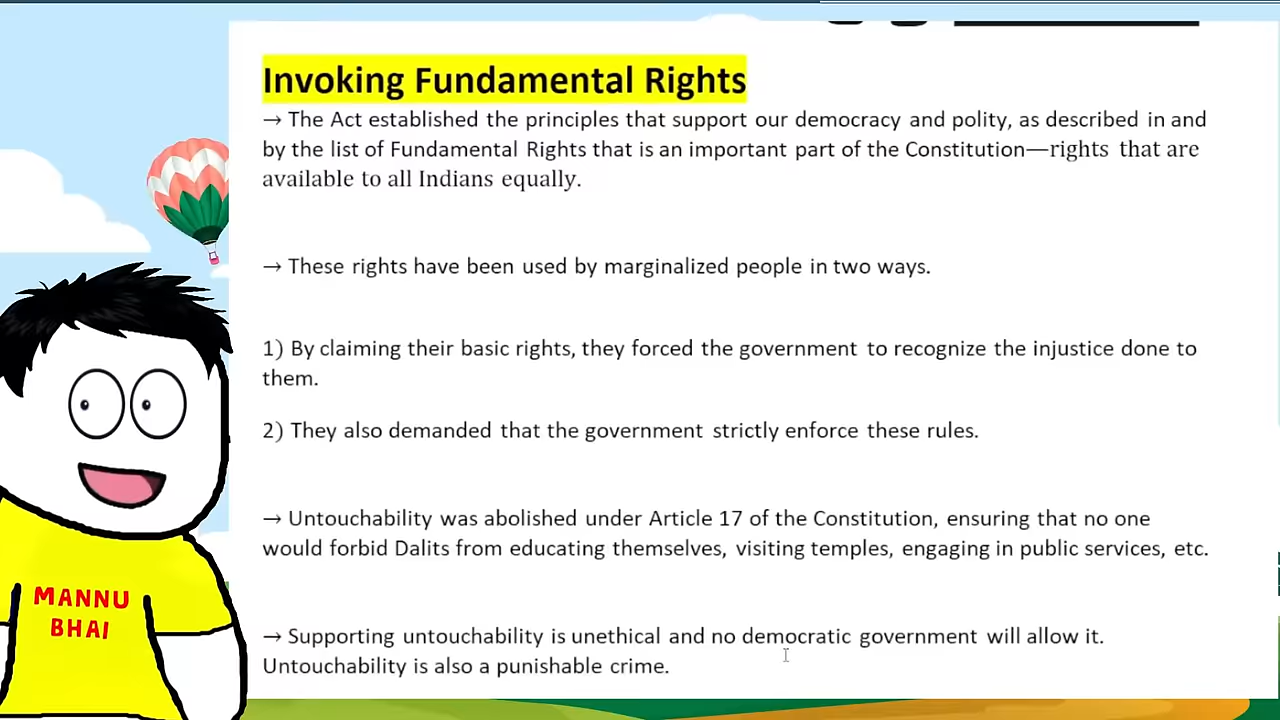 Invoking Fundamental Rights
→ The Act established the principles that support our democracy and polity, as described in and
by the list of Fundamental Rights that is an important part of the Constitution—rights that are
available to all Indians equally.
→ These rights have been used by marginalized people in two ways.
1) By claiming their basic rights, they forced the government to recognize the injustice done to
them.
2) They also demanded that the government strictly enforce these rules.
→ Untouchability was abolished under Article 17 of the Constitution, ensuring that no one
would forbid Dalits from educating themselves, visiting temples, engaging in public services, etc.
→ Supporting untouchability is unethical and no democratic government will allow it.
Untouchability is also a punishable crime.
MANNU
BHAI